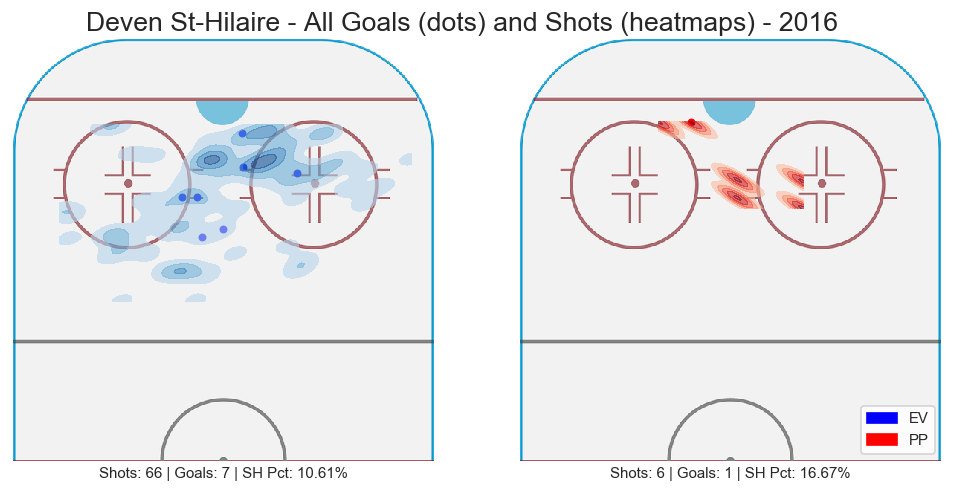 Deven St-Hilaire - All Goals (dots) and Shots (heatmaps) - 2016
EV
PP
Shots: 66 | Goals: 7 | SH Pct: 10.61%
Shots: 6 | Goals: 1 | SH Pct: 16.67%